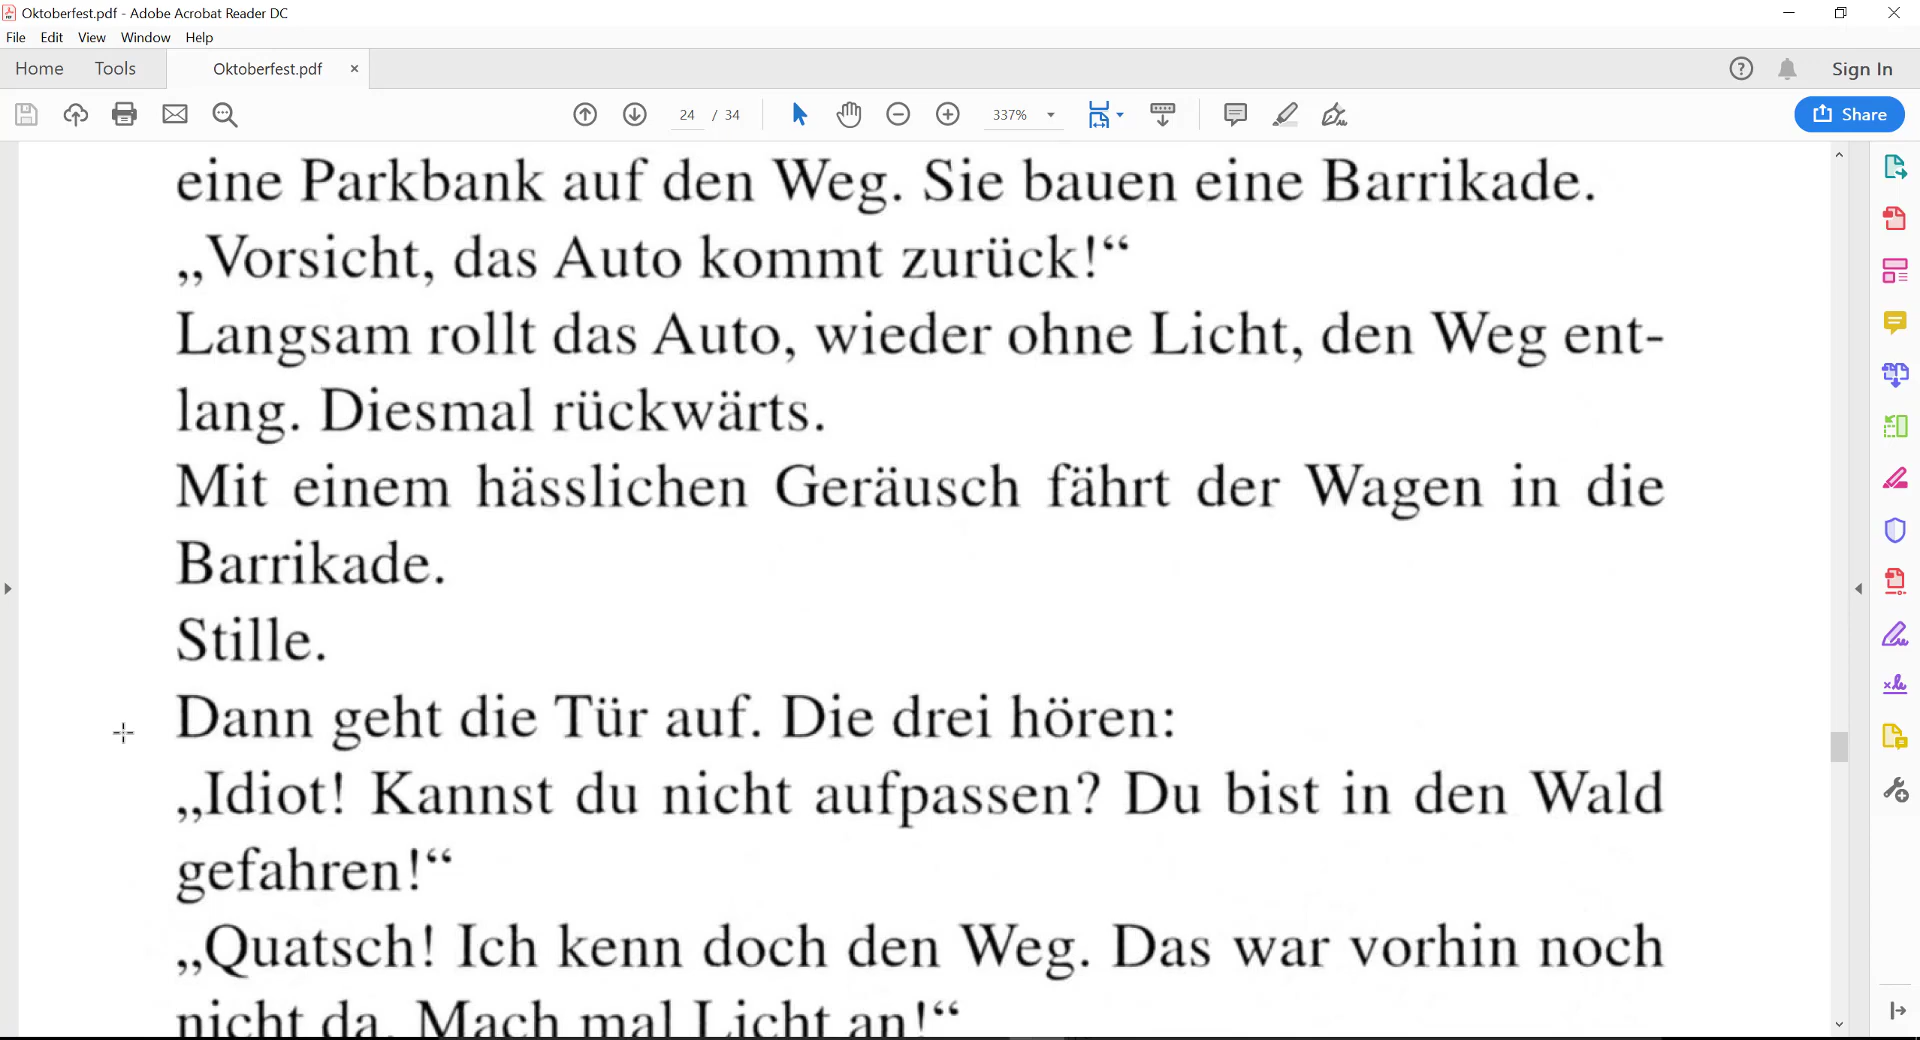 Oktoberfest.pdf - Adobe Acrobat Reader DC
File Edit View Window Help
Home Tools Oktoberfest.pdf × Sign In
24 / 34 337% Share
eine Parkbank auf den Weg. Sie bauen eine Barrikade.
„Vorsicht, das Auto kommt zurück!“
Langsam rollt das Auto, wieder ohne Licht, den Weg ent-
lang. Diesmal rückwärts.
Mit einem hässlichen Geräusch fährt der Wagen in die
Barrikade.
Stille.
Dann geht die Tür auf. Die drei hören:
„Idiot! Kannst du nicht aufpassen? Du bist in den Wald
gefahren!“
„Quatsch! Ich kenn doch den Weg. Das war vorhin noch
nicht da. Mach mal Licht an!“